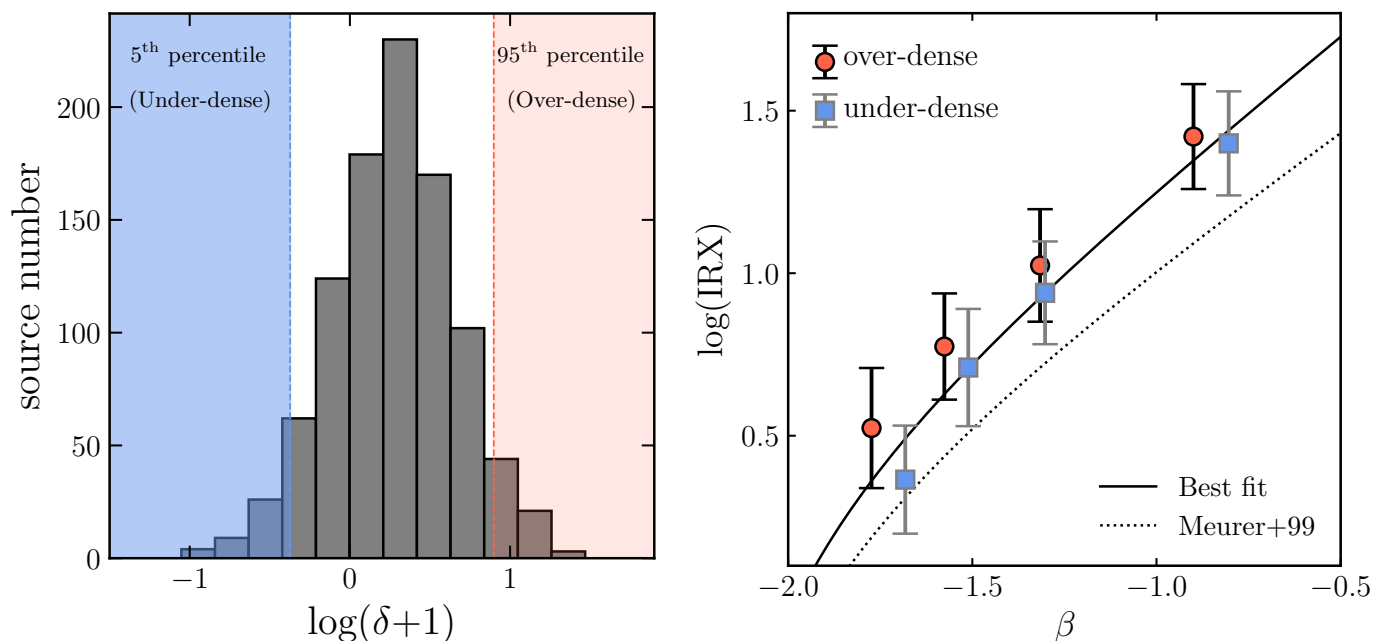 5th percentile
(Under-dense)
95th percentile
(Over-dense)
source number
0
50
100
150
200
−1
0
1
log(δ+1)
over-dense
under-dense
log(IRX)
1.5
1.0
0.5
Best fit
Meurer+99
−2.0
−1.5
−1.0
−0.5
β